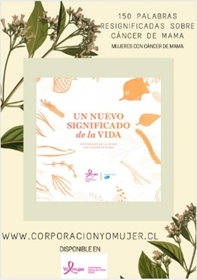 150 PALABRAS
RESIGNIFICADAS SOBRE
CÁNCER DE MAMA
MUJERES CON CÁNCER DE MAMA
UN NUEVO
SIGNIFICADO
de la VIDA
WWW.CORPORACIONYOMUJER.CL
DISPONIBLE EN
Yomujer